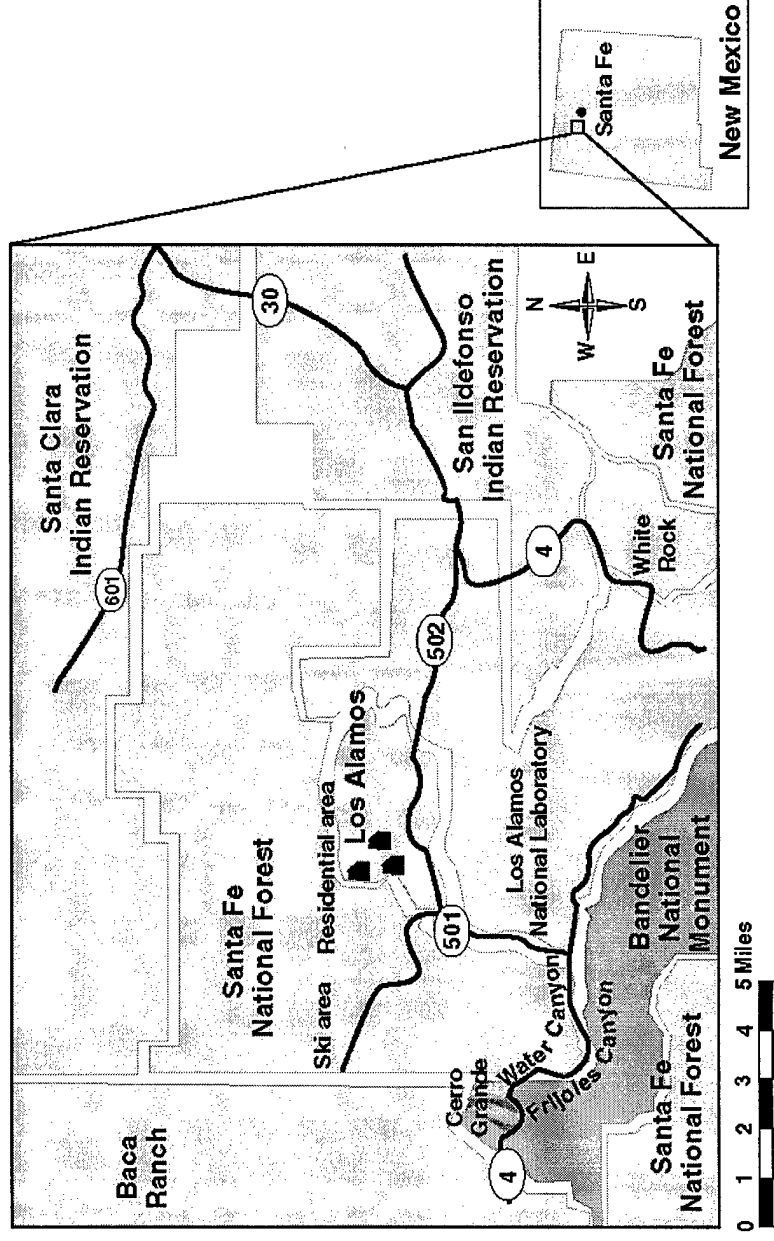 Baca
Ranch
Santa Fe
National Forest
Santa Clara
Indian Reservation
601
30
Ski area
Residential area
Los Alamos
502
501
San Ildefonso
Indian Reservation
Los Alamos
National Laboratory
4
White
Rock
Santa Fe
National Forest
N
W
E
S
Cerro
Grande
Water Canyon
Frijoles Canyon
4
Bandelier
National
Monument
Santa Fe
National Forest
0 1 2 3 4 5 Miles
Santa Fe
New Mexico